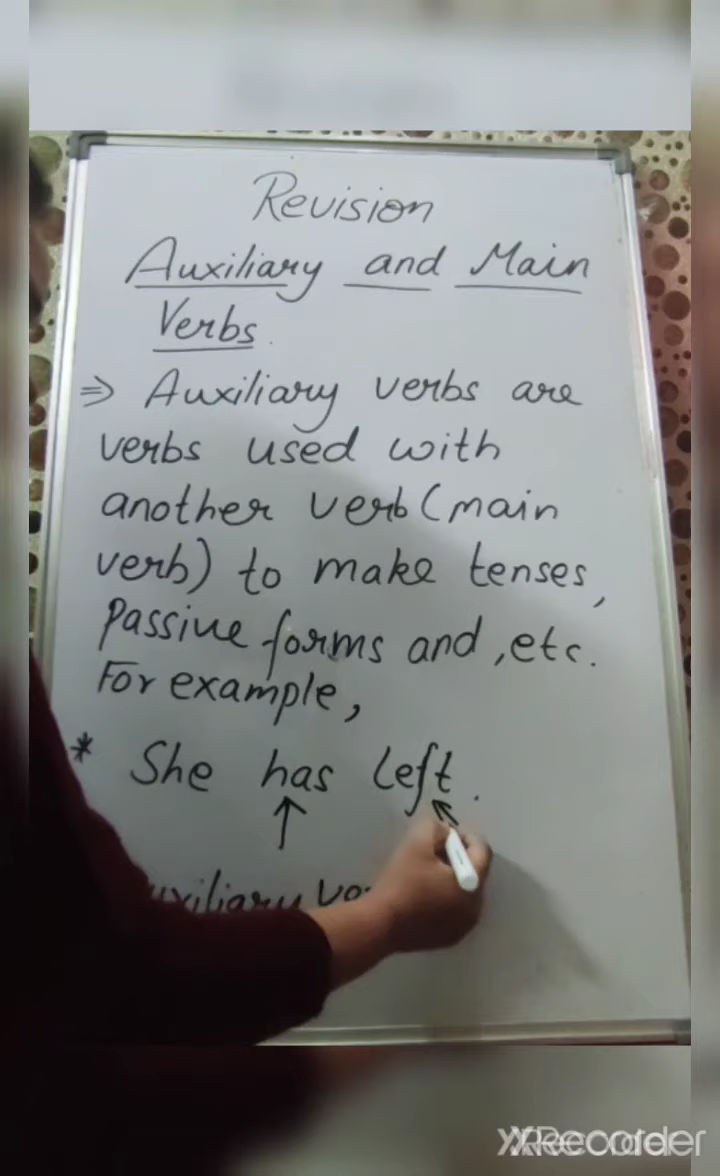 Revision
Auxiliary and Main
Verbs.
⇒ Auxiliary verbs are
verbs used with
another verb (main
verb) to make tenses,
Passive forms and, etc.
For example,
* She has left.
XRecorder